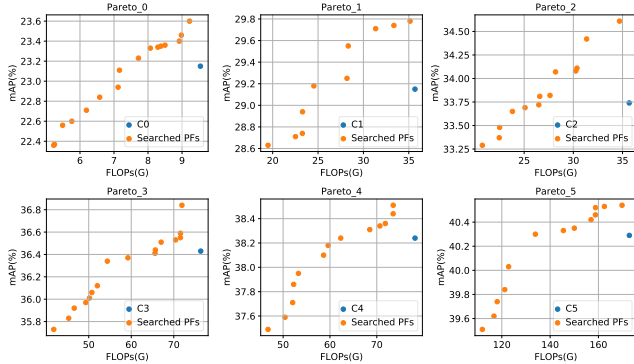 Pareto_0
mAP(%)
23.6
23.4
23.2
23.0
22.8
22.6
22.4
6
7
8
9
FLOPs(G)
C0
Searched PFs
Pareto_1
mAP(%)
29.8
29.6
29.4
29.2
29.0
28.8
28.6
20
25
30
35
FLOPs(G)
C1
Searched PFs
Pareto_2
mAP(%)
34.50
34.25
34.00
33.75
33.50
33.25
25
30
35
FLOPs(G)
C2
Searched PFs
Pareto_3
mAP(%)
36.8
36.6
36.4
36.2
36.0
35.8
50
60
70
FLOPs(G)
C3
Searched PFs
Pareto_4
mAP(%)
38.4
38.2
38.0
37.8
37.6
50
60
70
FLOPs(G)
C4
Searched PFs
Pareto_5
mAP(%)
40.4
40.2
40.0
39.8
39.6
120
140
160
FLOPs(G)
C5
Searched PFs